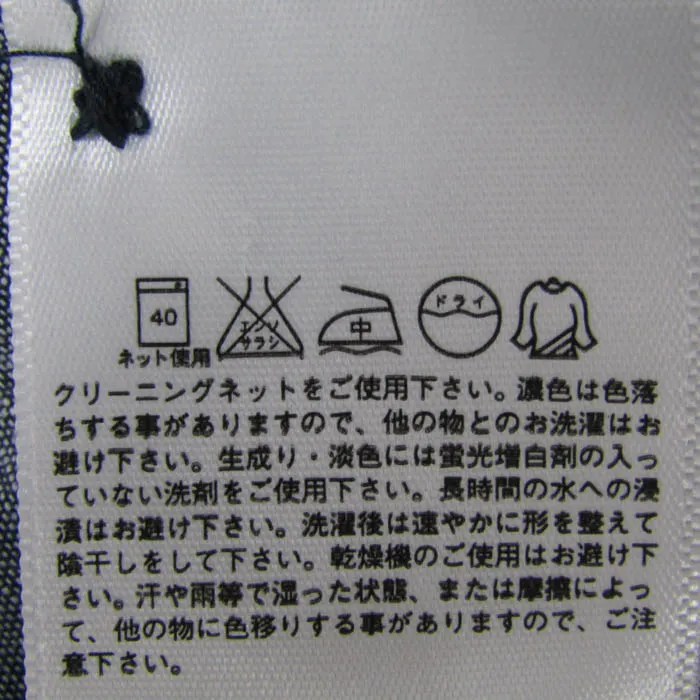 40
エンソ
サラシ
中
ドライ
ネット使用
クリーニングネットをご使用下さい。濃色は色落
ちする事がありますので、他の物とのお洗濯はお
避け下さい。生成り・淡色には蛍光増白剤の入っ
ていない洗剤をご使用下さい。長時間の水への浸
漬はお避け下さい。洗濯後は速やかに形を整えて
陰干しをして下さい。乾燥機のご使用はお避け下
さい。汗や雨等で湿った状態、または摩擦によっ
て、他の物に色移りする事がありますので、ご注
意下さい。